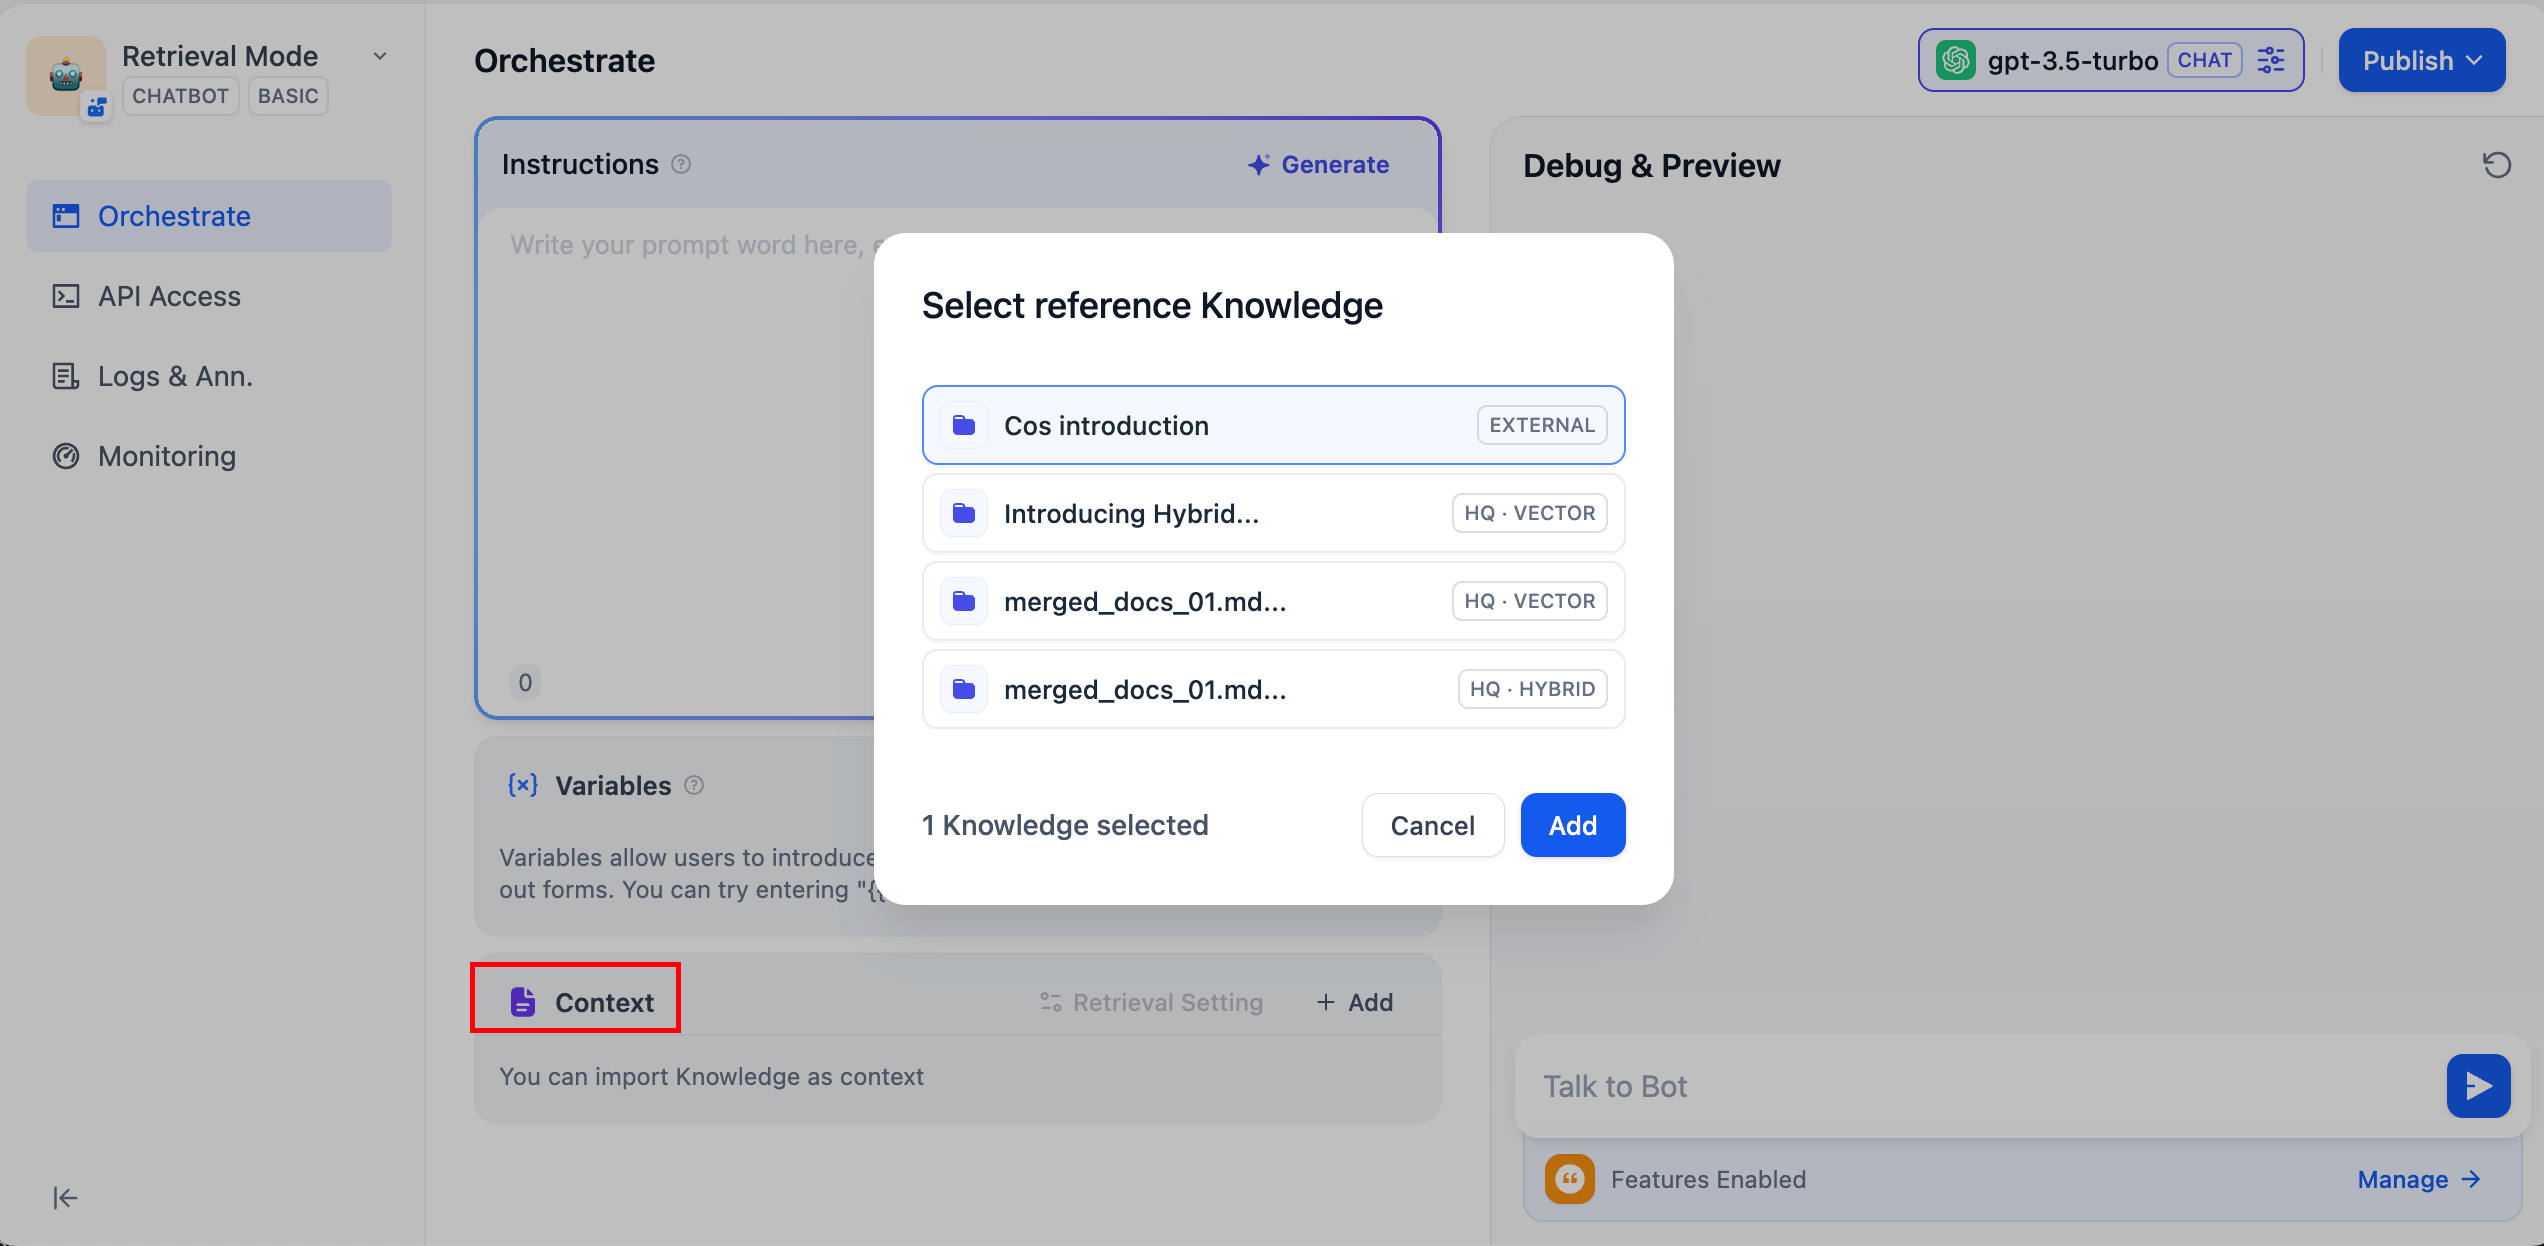 Retrieval Mode
CHATBOT
BASIC
Orchestrate
API Access
Logs & Ann.
Monitoring
Orchestrate
gpt-3.5-turbo
CHAT
Publish
Instructions
Generate
Write your prompt word here,
0
Variables
Variables allow users to introduce
out forms. You can try entering "{{
Context
Retrieval Setting
+ Add
You can import Knowledge as context
Select reference Knowledge
Cos introduction
EXTERNAL
Introducing Hybrid...
HQ · VECTOR
merged_docs_01.md...
HQ · VECTOR
merged_docs_01.md...
HQ · HYBRID
1 Knowledge selected
Cancel
Add
Debug & Preview
Talk to Bot
Features Enabled
Manage →